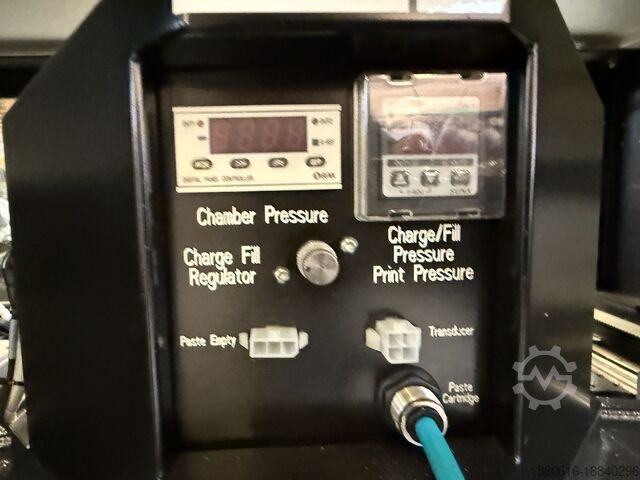 DIGITAL PANEL CONTROLLER
Chamber Pressure
Charge Fill
Regulator
Charge/Fill
Pressure
Print Pressure
Paste Empty
Transducer
Paste
Cartridge
1880616-18840296